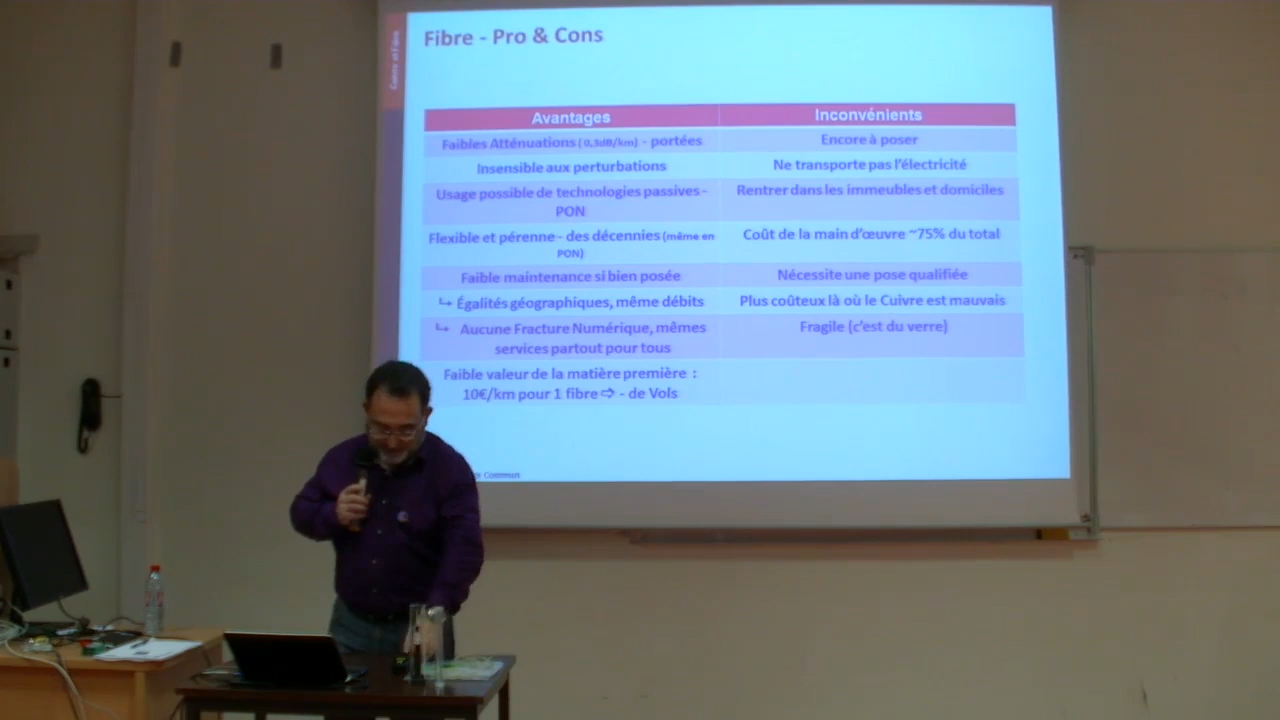 Fibre - Pro & Cons
Avantages
Inconvénients
Faibles Atténuations ( 0,3dB/km) - portées
Encore à poser
Insensible aux perturbations
Ne transporte pas l'électricité
Usage possible de technologies passives -
PON
Rentrer dans les immeubles et domiciles
Flexible et pérenne - des décennies (même en
PON)
Coût de la main d'œuvre ~75% du total
Faible maintenance si bien posée
Nécessite une pose qualifiée
↳ Égalités géographiques, même débits
Plus coûteux là où le Cuivre est mauvais
↳ Aucune Fracture Numérique, mêmes
services partout pour tous
Fragile (c'est du verre)
Faible valeur de la matière première :
10€/km pour 1 fibre ⇨ - de Vols